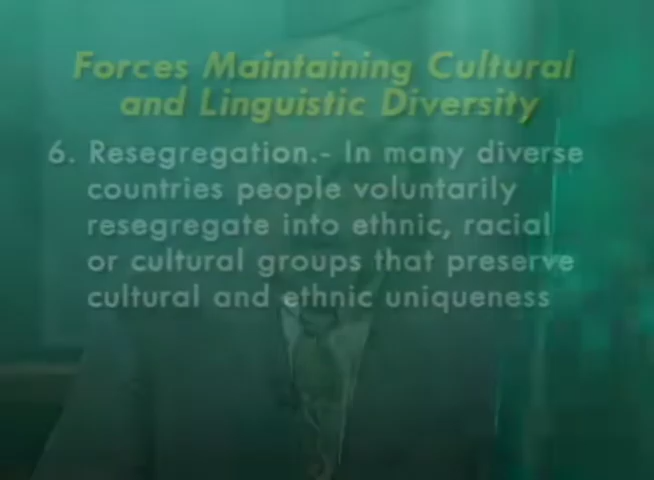 Forces Maintaining Cultural
and Linguistic Diversity
6. Resegregation.- In many diverse
countries people voluntarily
resegregate into ethnic, racial
or cultural groups that preserve
cultural and ethnic uniqueness